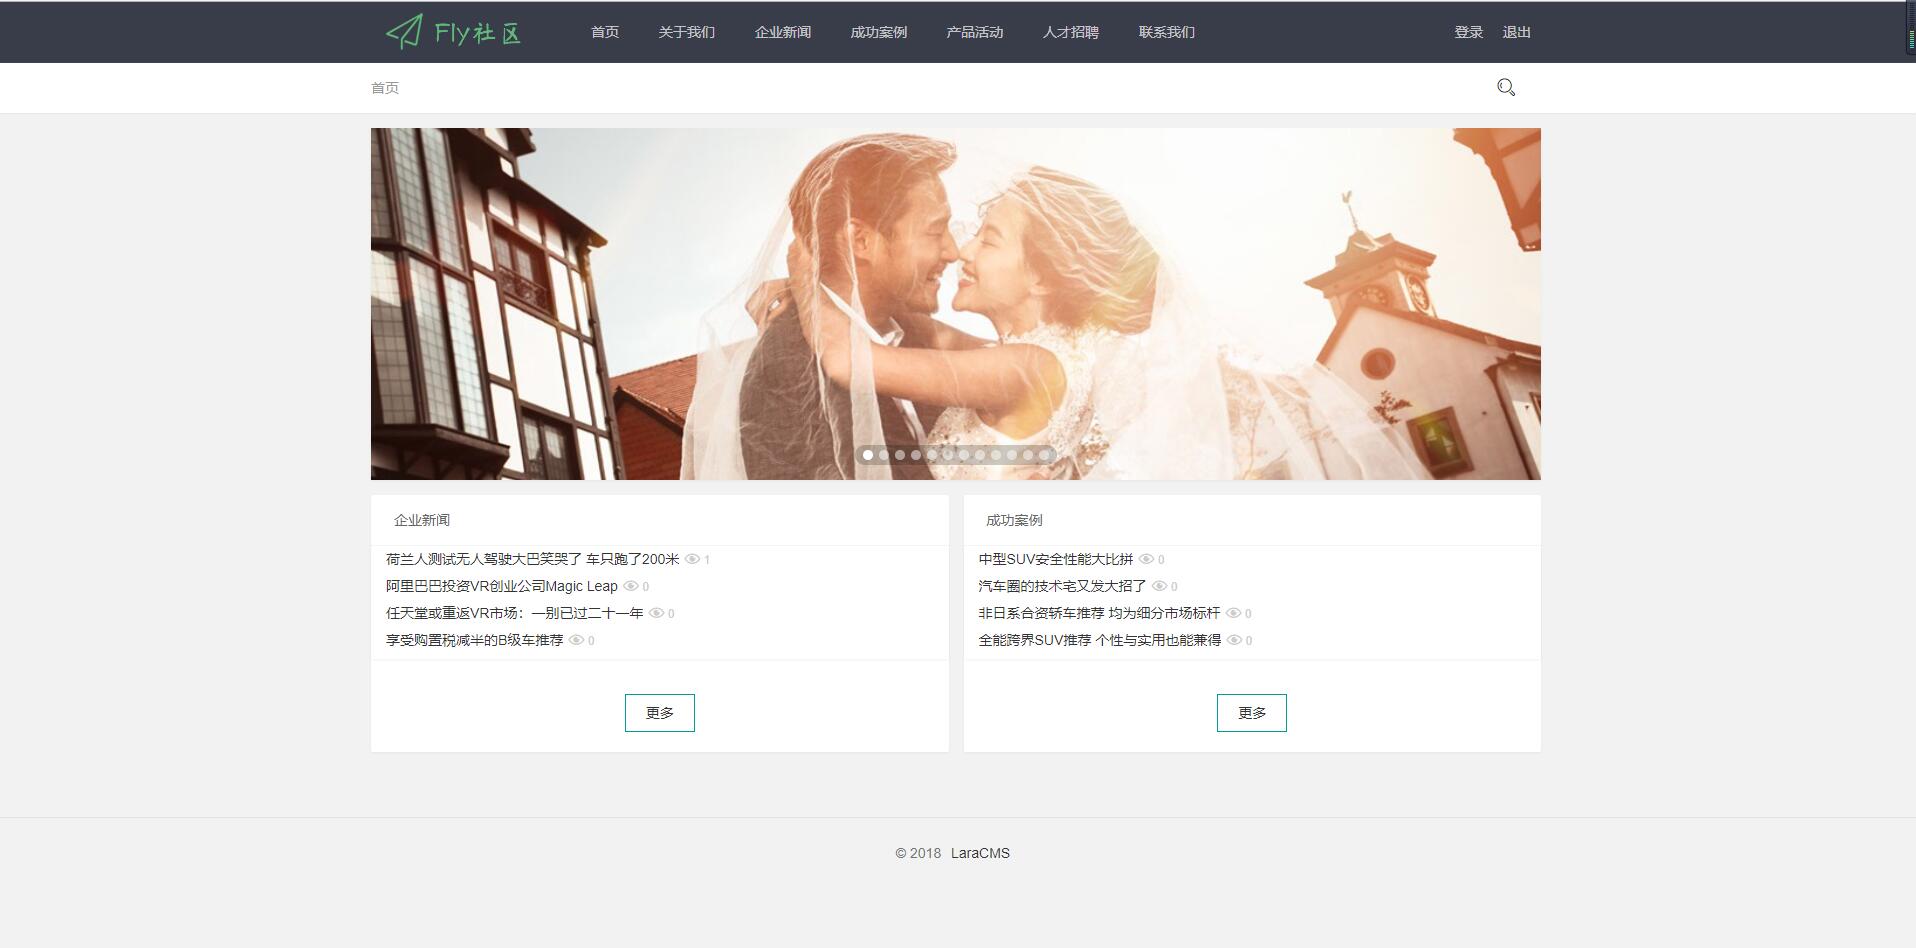 Fly社区 首页 关于我们 企业新闻 成功案例 产品活动 人才招聘 联系我们 登录 退出
首页
企业新闻
荷兰人测试无人驾驶大巴笑哭了 车只跑了200米 1
阿里巴巴投资VR创业公司Magic Leap 0
任天堂或重返VR市场：一别已过二十一年 0
享受购置税减半的B级车推荐 0
更多
成功案例
中型SUV安全性能大比拼 0
汽车圈的技术宅又发大招了 0
非日系合资轿车推荐 均为细分市场标杆 0
全能跨界SUV推荐 个性与实用也能兼得 0
更多
© 2018 LaraCMS